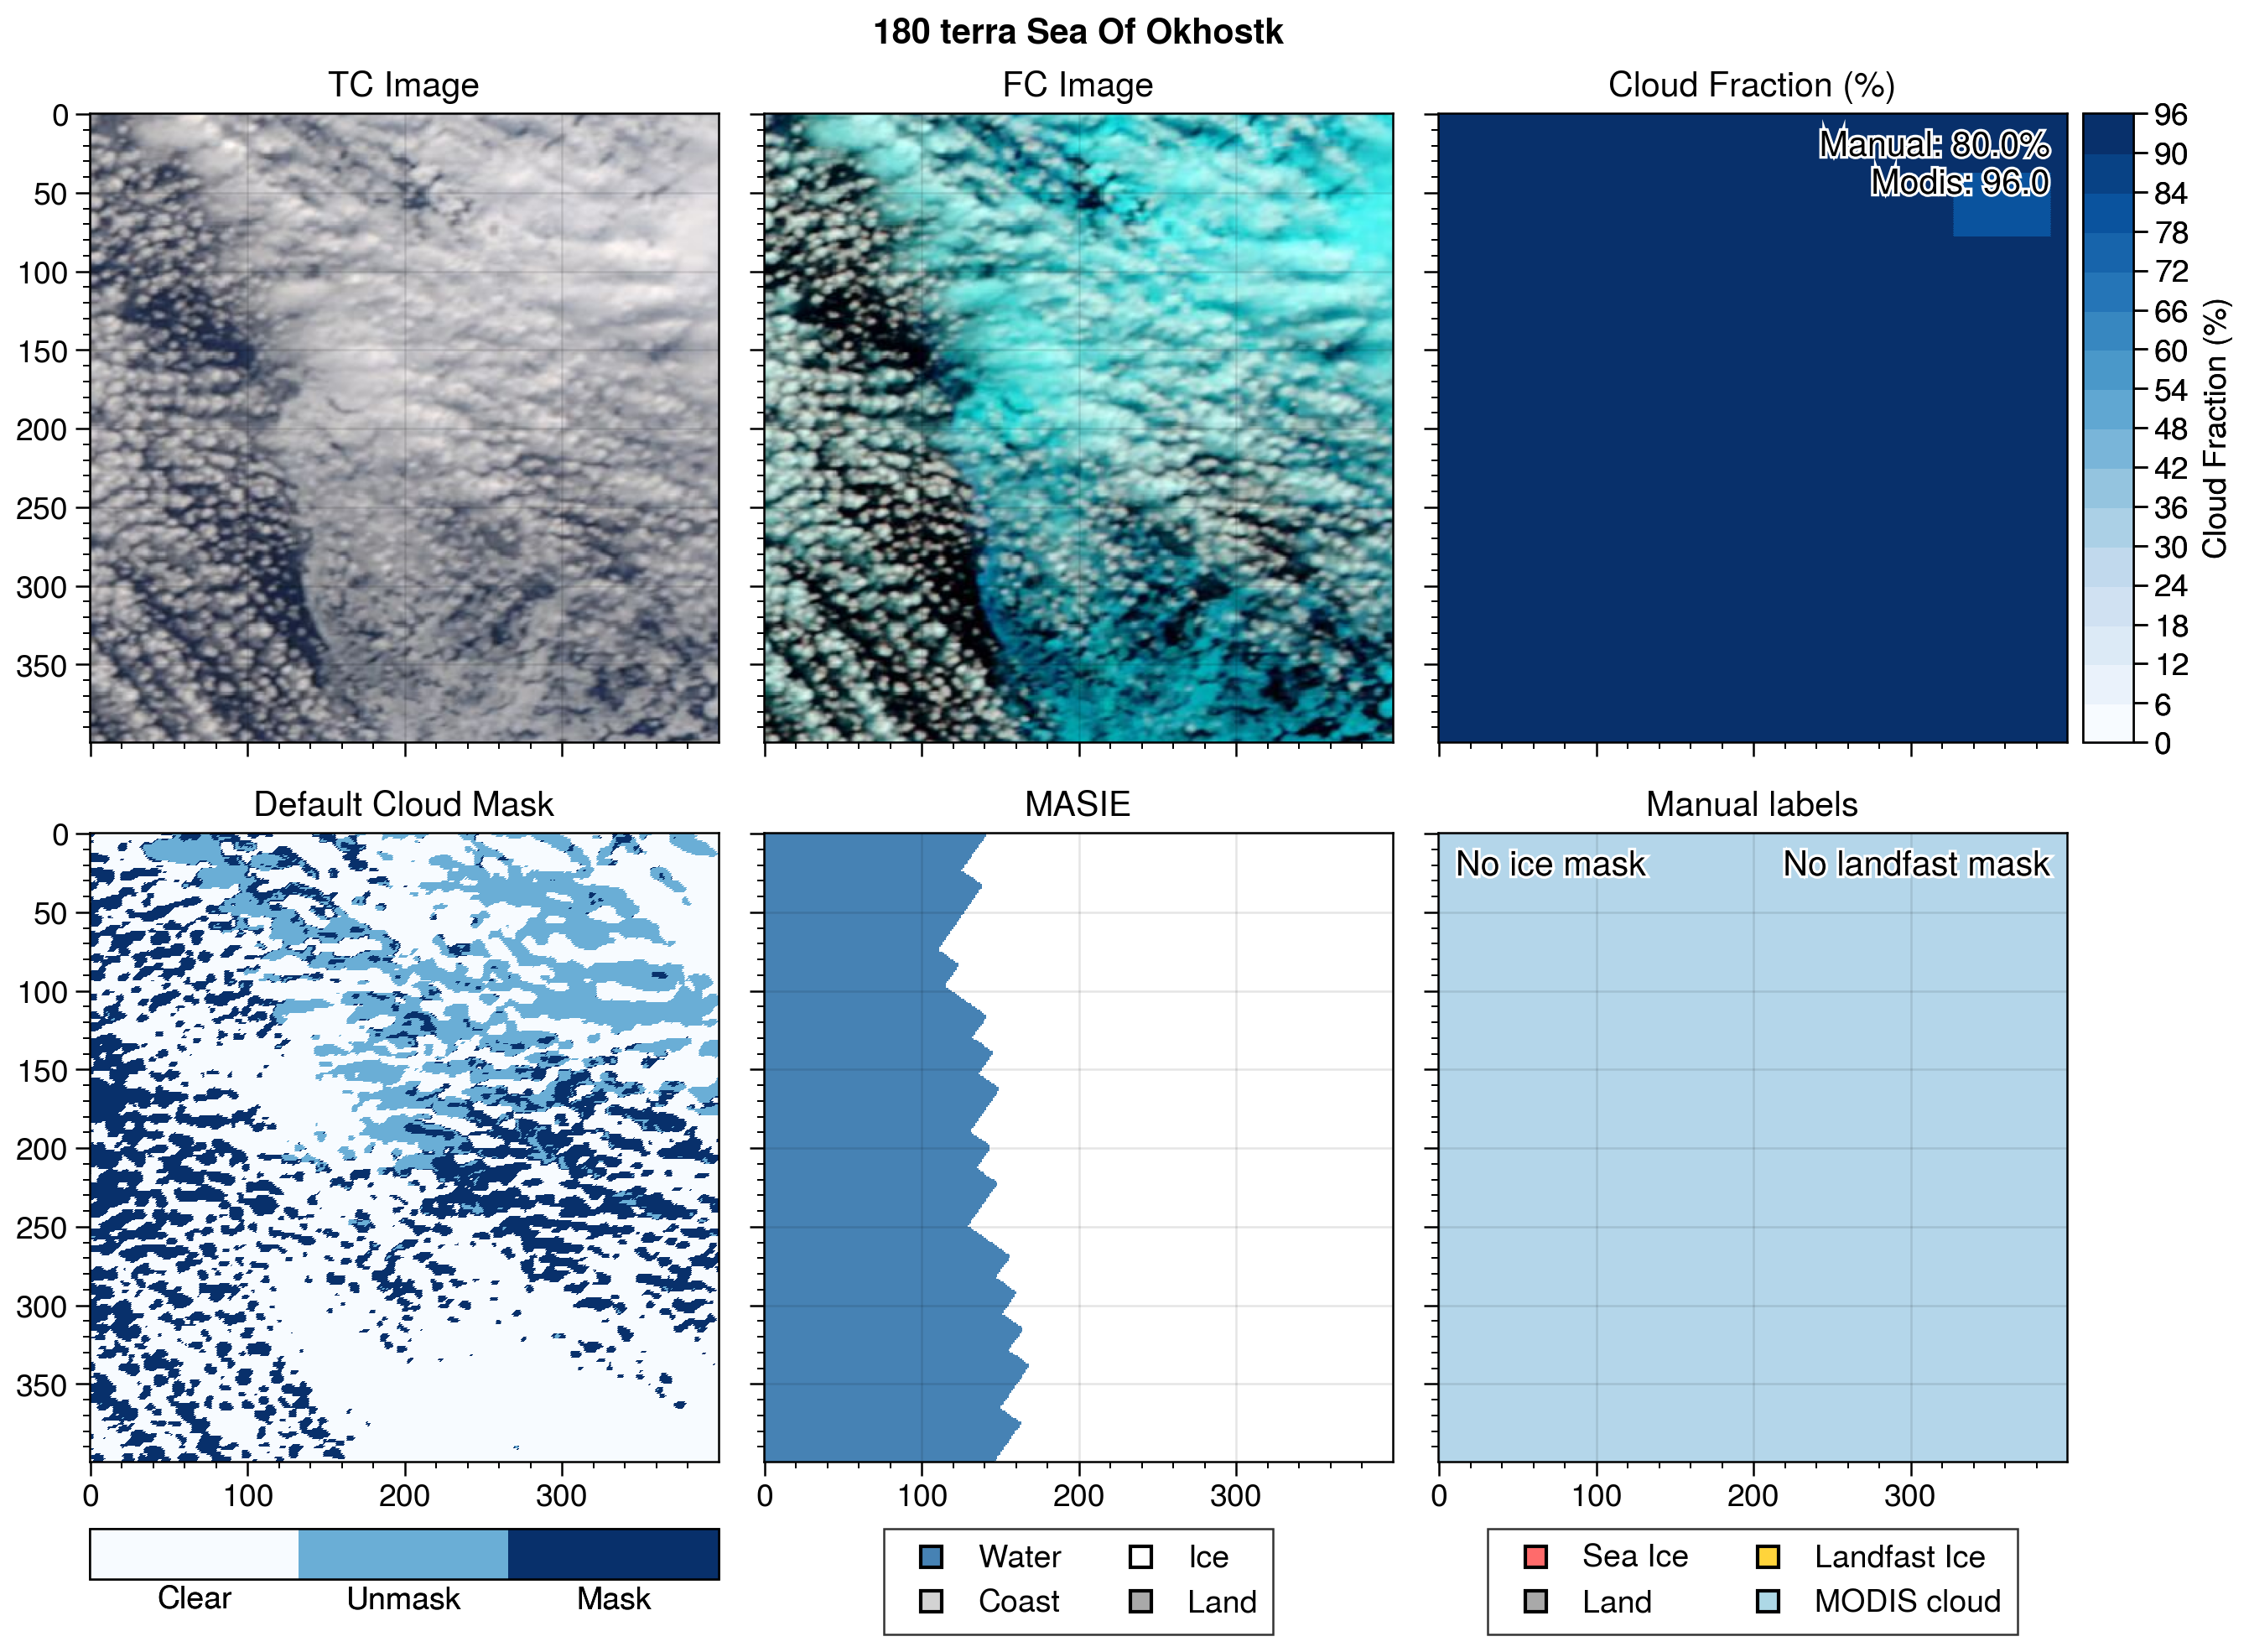 180 terra Sea Of Okhostk
TC Image
FC Image
Cloud Fraction (%)
0
50
100
150
200
250
300
350
Manual: 80.0%
Modis: 96.0
96
90
84
78
72
66
60
54
48
42
36
30
24
18
12
6
0
Cloud Fraction (%)
Default Cloud Mask
MASIE
Manual labels
0
50
100
150
200
250
300
350
No ice mask
No landfast mask
0 100 200 300
0 100 200 300
0 100 200 300
Clear Unmask Mask
Water Ice
Coast Land
Sea Ice Landfast Ice
Land MODIS cloud